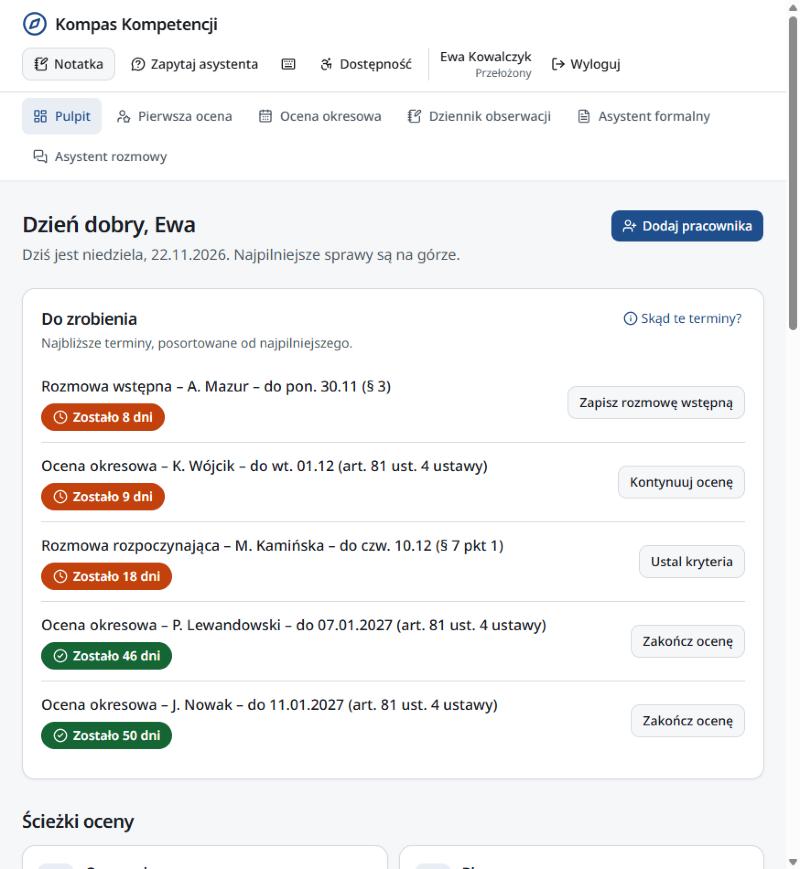 Kompas Kompetencji
Notatka
Zapytaj asystenta
Dostępność
Ewa Kowalczyk
Przełożony
Wyloguj
Pulpit
Pierwsza ocena
Ocena okresowa
Dziennik obserwacji
Asystent formalny
Asystent rozmowy
Dzień dobry, Ewa
Dodaj pracownika
Dziś jest niedziela, 22.11.2026. Najpilniejsze sprawy są na górze.
Do zrobienia
Skąd te terminy?
Najbliższe terminy, posortowane od najpilniejszego.
Rozmowa wstępna – A. Mazur – do pon. 30.11 (§ 3)
Zostało 8 dni
Zapisz rozmowę wstępną
Ocena okresowa – K. Wójcik – do wt. 01.12 (art. 81 ust. 4 ustawy)
Zostało 9 dni
Kontynuuj ocenę
Rozmowa rozpoczynająca – M. Kamińska – do czw. 10.12 (§ 7 pkt 1)
Zostało 18 dni
Ustal kryteria
Ocena okresowa – P. Lewandowski – do 07.01.2027 (art. 81 ust. 4 ustawy)
Zostało 46 dni
Zakończ ocenę
Ocena okresowa – J. Nowak – do 11.01.2027 (art. 81 ust. 4 ustawy)
Zostało 50 dni
Zakończ ocenę
Ścieżki oceny